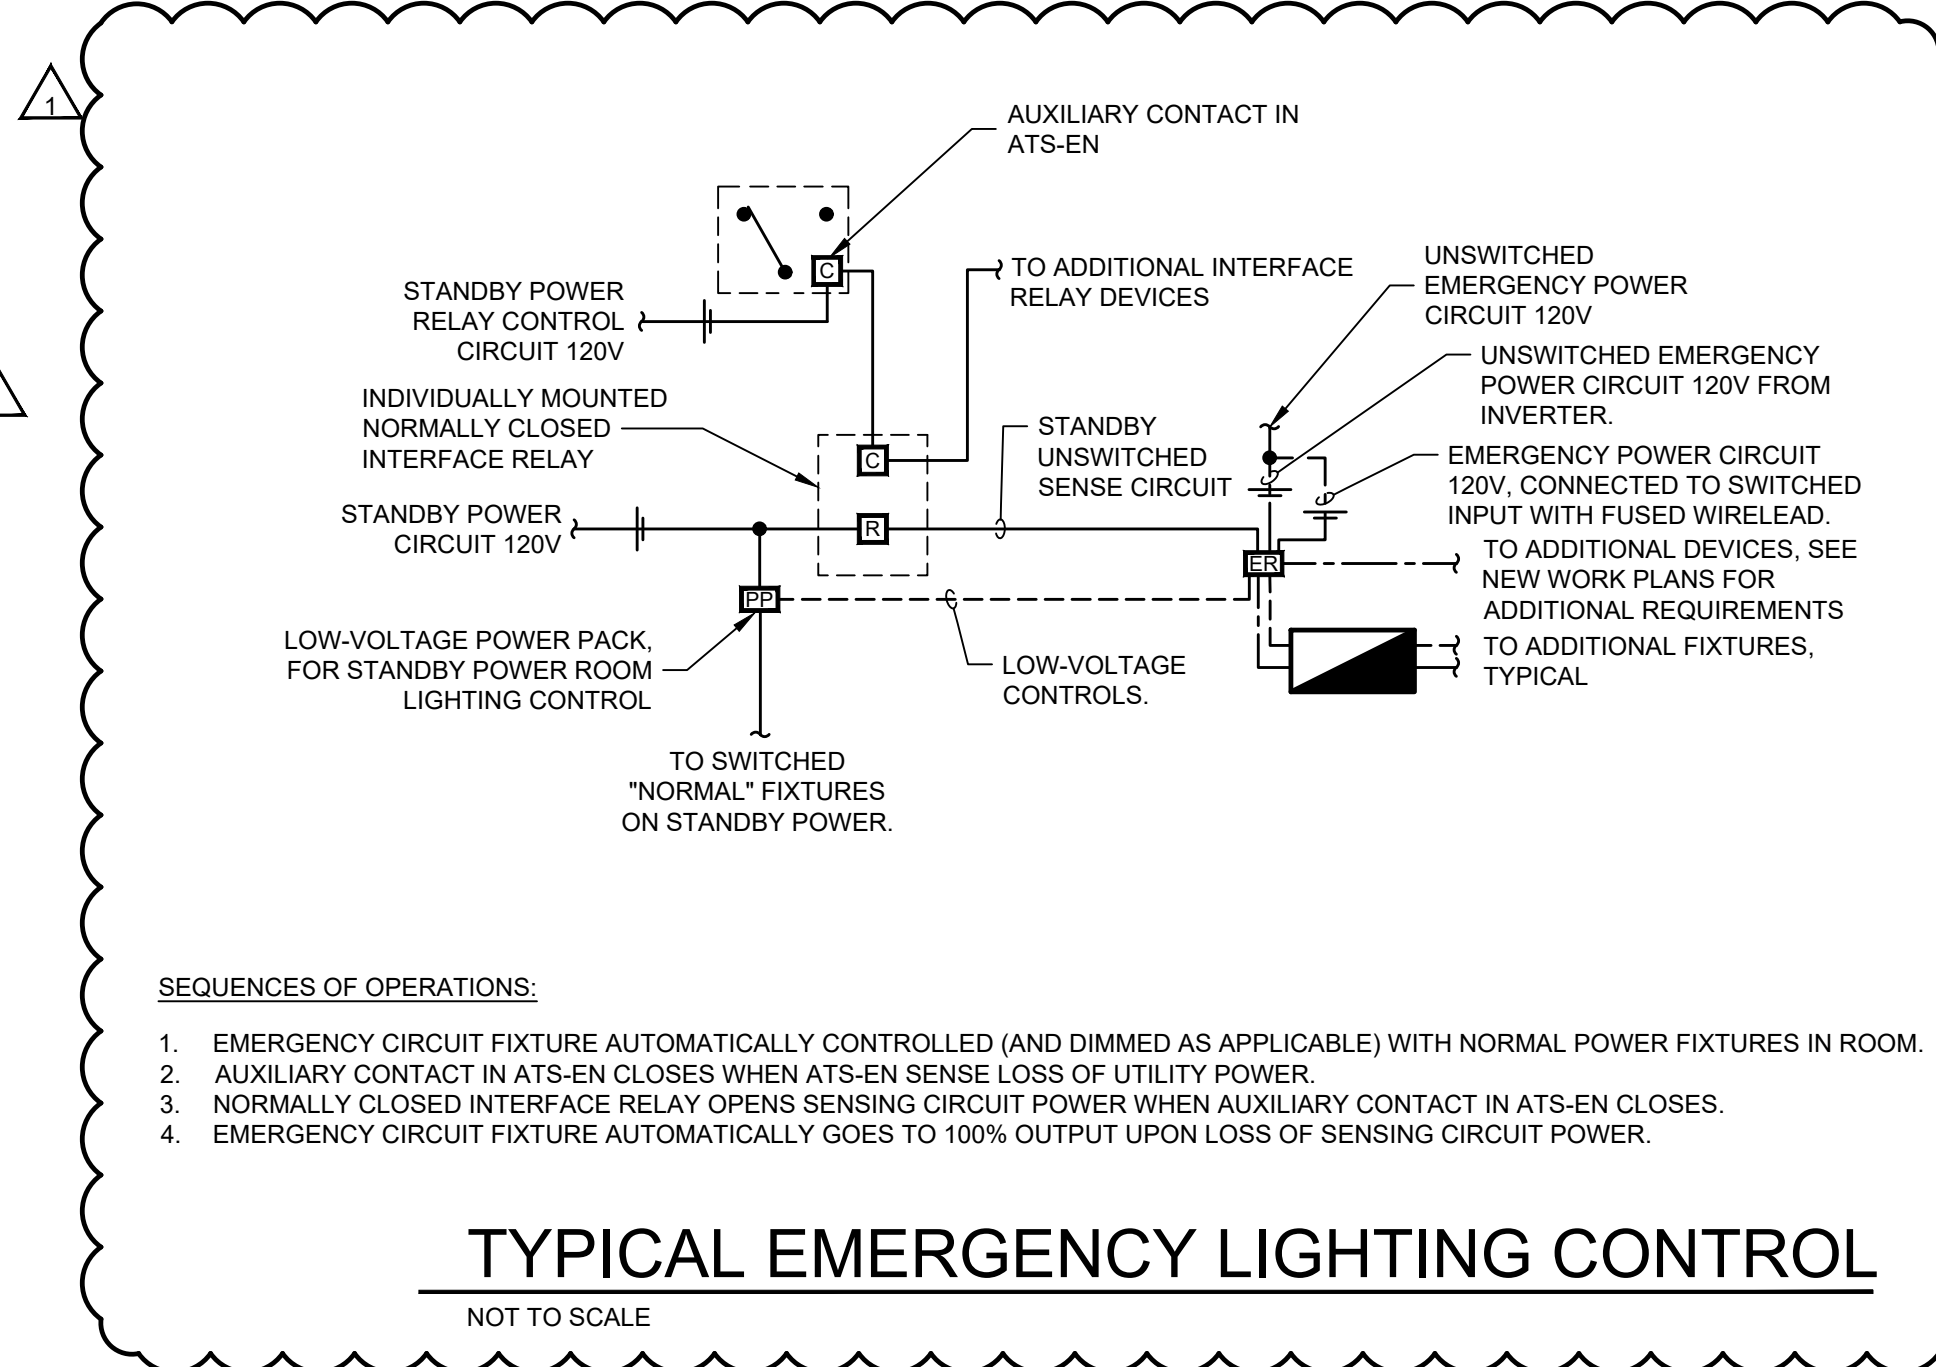 1
AUXILIARY CONTACT IN
ATS-EN
C
STANDBY POWER
RELAY CONTROL
CIRCUIT 120V
TO ADDITIONAL INTERFACE
RELAY DEVICES
UNSWITCHED
EMERGENCY POWER
CIRCUIT 120V
UNSWITCHED EMERGENCY
POWER CIRCUIT 120V FROM
INVERTER.
INDIVIDUALLY MOUNTED
NORMALLY CLOSED
INTERFACE RELAY
C
STANDBY
UNSWITCHED
SENSE CIRCUIT
EMERGENCY POWER CIRCUIT
120V, CONNECTED TO SWITCHED
INPUT WITH FUSED WIRELEAD.
STANDBY POWER
CIRCUIT 120V
R
ER
TO ADDITIONAL DEVICES, SEE
NEW WORK PLANS FOR
ADDITIONAL REQUIREMENTS
PP
LOW-VOLTAGE POWER PACK,
FOR STANDBY POWER ROOM
LIGHTING CONTROL
LOW-VOLTAGE
CONTROLS.
TO ADDITIONAL FIXTURES,
TYPICAL
TO SWITCHED
"NORMAL" FIXTURES
ON STANDBY POWER.
SEQUENCES OF OPERATIONS:
1. EMERGENCY CIRCUIT FIXTURE AUTOMATICALLY CONTROLLED (AND DIMMED AS APPLICABLE) WITH NORMAL POWER FIXTURES IN ROOM.
2. AUXILIARY CONTACT IN ATS-EN CLOSES WHEN ATS-EN SENSE LOSS OF UTILITY POWER.
3. NORMALLY CLOSED INTERFACE RELAY OPENS SENSING CIRCUIT POWER WHEN AUXILIARY CONTACT IN ATS-EN CLOSES.
4. EMERGENCY CIRCUIT FIXTURE AUTOMATICALLY GOES TO 100% OUTPUT UPON LOSS OF SENSING CIRCUIT POWER.
TYPICAL EMERGENCY LIGHTING CONTROL
NOT TO SCALE